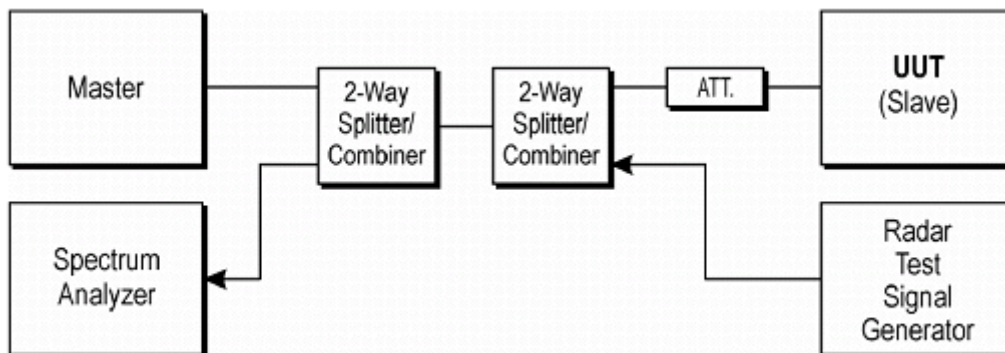 Master
2-Way
Splitter/
Combiner
2-Way
Splitter/
Combiner
ATT.
UUT
(Slave)
Spectrum
Analyzer
Radar
Test
Signal
Generator